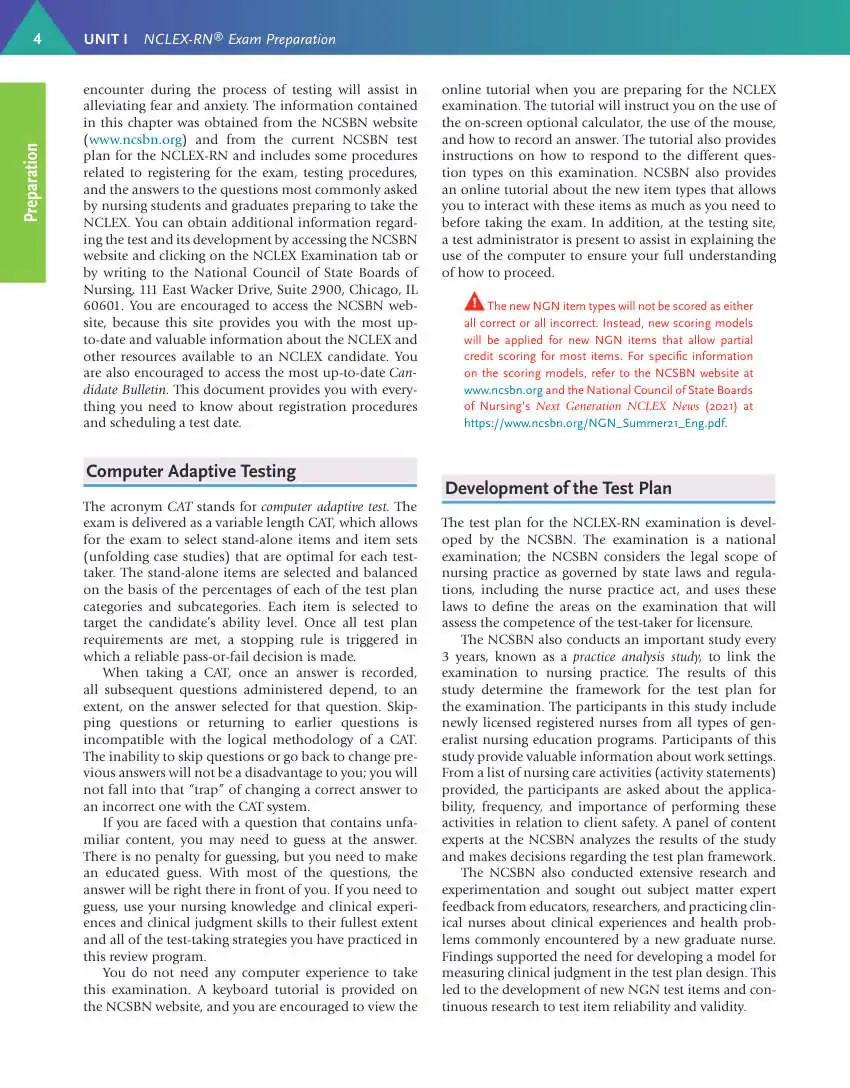 4
UNIT I NCLEX-RN® Exam Preparation
Preparation
encounter during the process of testing will assist in
alleviating fear and anxiety. The information contained
in this chapter was obtained from the NCSBN website
(www.ncsbn.org) and from the current NCSBN test
plan for the NCLEX-RN and includes some procedures
related to registering for the exam, testing procedures,
and the answers to the questions most commonly asked
by nursing students and graduates preparing to take the
NCLEX. You can obtain additional information regard-
ing the test and its development by accessing the NCSBN
website and clicking on the NCLEX Examination tab or
by writing to the National Council of State Boards of
Nursing, 111 East Wacker Drive, Suite 2900, Chicago, IL
60601. You are encouraged to access the NCSBN web-
site, because this site provides you with the most up-
to-date and valuable information about the NCLEX and
other resources available to an NCLEX candidate. You
are also encouraged to access the most up-to-date Can-
didate Bulletin. This document provides you with every-
thing you need to know about registration procedures
and scheduling a test date.
Computer Adaptive Testing
The acronym CAT stands for computer adaptive test. The
exam is delivered as a variable length CAT, which allows
for the exam to select stand-alone items and item sets
(unfolding case studies) that are optimal for each test-
taker. The stand-alone items are selected and balanced
on the basis of the percentages of each of the test plan
categories and subcategories. Each item is selected to
target the candidate's ability level. Once all test plan
requirements are met, a stopping rule is triggered in
which a reliable pass-or-fail decision is made.
When taking a CAT, once an answer is recorded,
all subsequent questions administered depend, to an
extent, on the answer selected for that question. Skip-
ping questions or returning to earlier questions is
incompatible with the logical methodology of a CAT.
The inability to skip questions or go back to change pre-
vious answers will not be a disadvantage to you; you will
not fall into that “trap” of changing a correct answer to
an incorrect one with the CAT system.
If you are faced with a question that contains unfa-
miliar content, you may need to guess at the answer.
There is no penalty for guessing, but you need to make
an educated guess. With most of the questions, the
answer will be right there in front of you. If you need to
guess, use your nursing knowledge and clinical experi-
ences and clinical judgment skills to their fullest extent
and all of the test-taking strategies you have practiced in
this review program.
You do not need any computer experience to take
this examination. A keyboard tutorial is provided on
the NCSBN website, and you are encouraged to view the
online tutorial when you are preparing for the NCLEX
examination. The tutorial will instruct you on the use of
the on-screen optional calculator, the use of the mouse,
and how to record an answer. The tutorial also provides
instructions on how to respond to the different ques-
tion types on this examination. NCSBN also provides
an online tutorial about the new item types that allows
you to interact with these items as much as you need to
before taking the exam. In addition, at the testing site,
a test administrator is present to assist in explaining the
use of the computer to ensure your full understanding
of how to proceed.
The new NGN item types will not be scored as either
all correct or all incorrect. Instead, new scoring models
will be applied for new NGN items that allow partial
credit scoring for most items. For specific information
on the scoring models, refer to the NCSBN website at
www.ncsbn.org and the National Council of State Boards
of Nursing's Next Generation NCLEX News (2021) at
https://www.ncsbn.org/NGN_Summer21_Eng.pdf.
Development of the Test Plan
The test plan for the NCLEX-RN examination is devel-
oped by the NCSBN. The examination is a national
examination; the NCSBN considers the legal scope of
nursing practice as governed by state laws and regula-
tions, including the nurse practice act, and uses these
laws to define the areas on the examination that will
assess the competence of the test-taker for licensure.
The NCSBN also conducts an important study every
3 years, known as a practice analysis study, to link the
examination to nursing practice. The results of this
study determine the framework for the test plan for
the examination. The participants in this study include
newly licensed registered nurses from all types of gen-
eralist nursing education programs. Participants of this
study provide valuable information about work settings.
From a list of nursing care activities (activity statements)
provided, the participants are asked about the applica-
bility, frequency, and importance of performing these
activities in relation to client safety. A panel of content
experts at the NCSBN analyzes the results of the study
and makes decisions regarding the test plan framework.
The NCSBN also conducted extensive research and
experimentation and sought out subject matter expert
feedback from educators, researchers, and practicing clin-
ical nurses about clinical experiences and health prob-
lems commonly encountered by a new graduate nurse.
Findings supported the need for developing a model for
measuring clinical judgment in the test plan design. This
led to the development of new NGN test items and con-
tinuous research to test item reliability and validity.